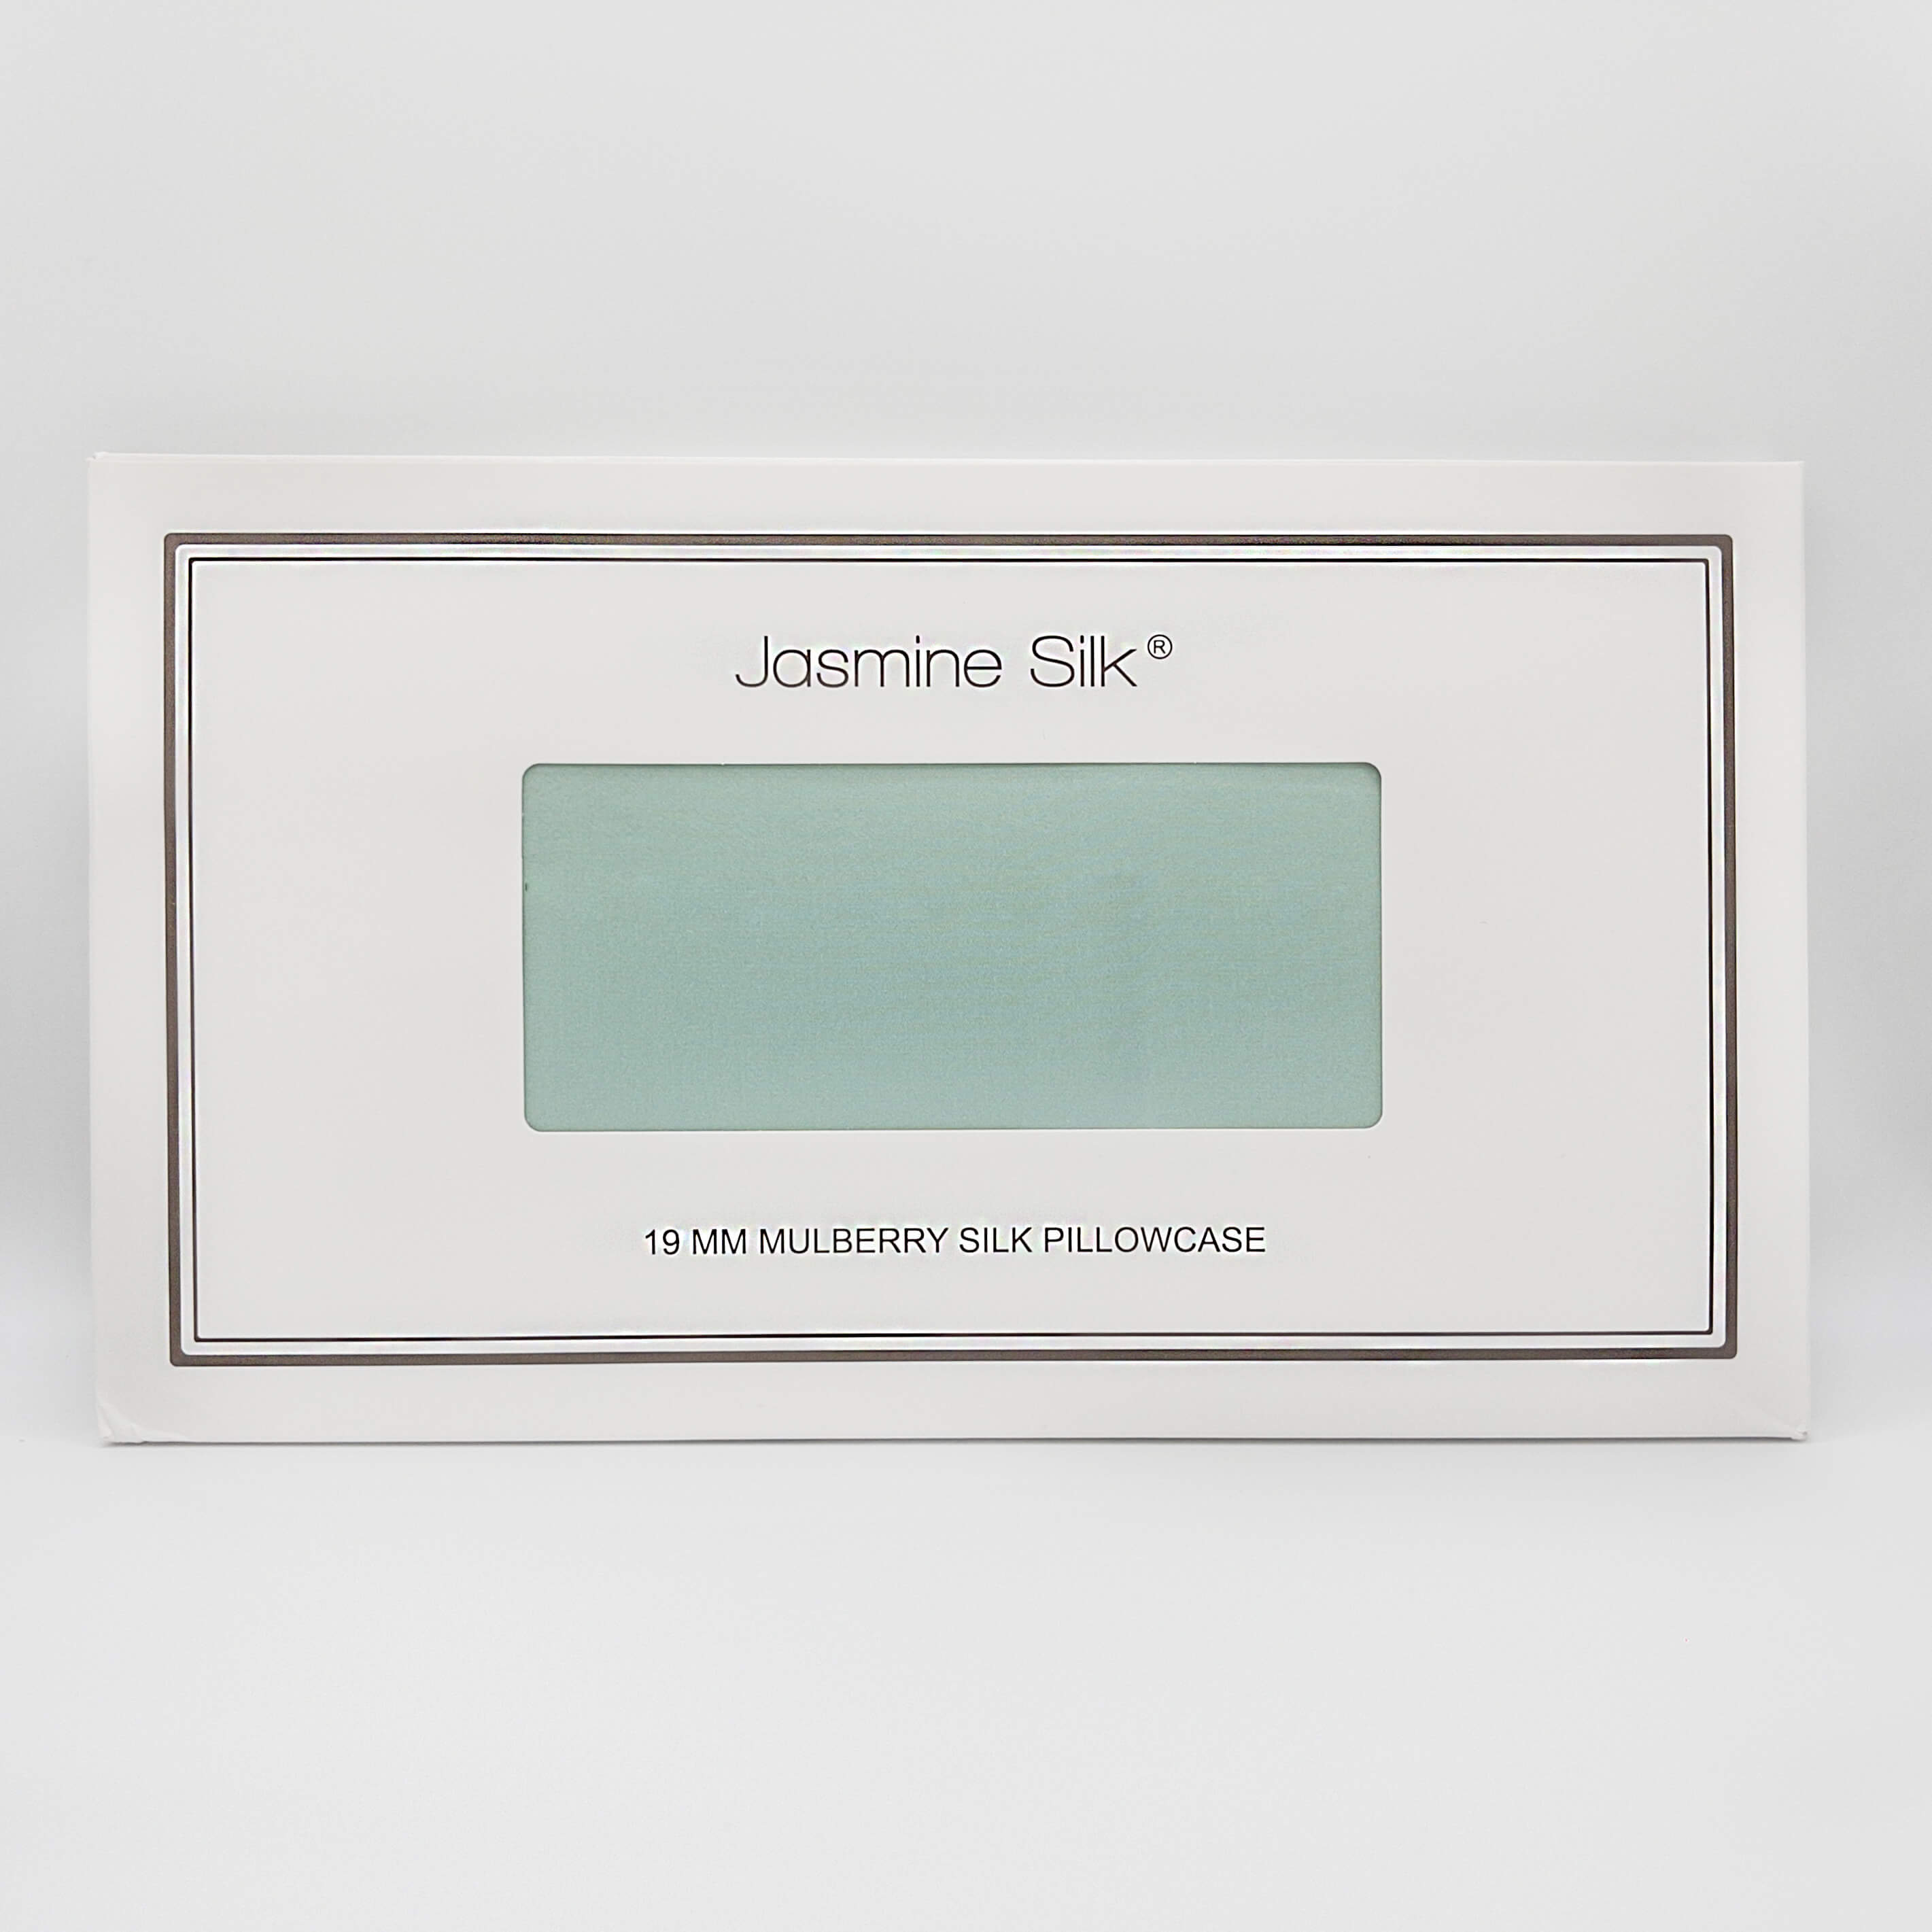 Jasmine Silk®
19 MM MULBERRY SILK PILLOWCASE